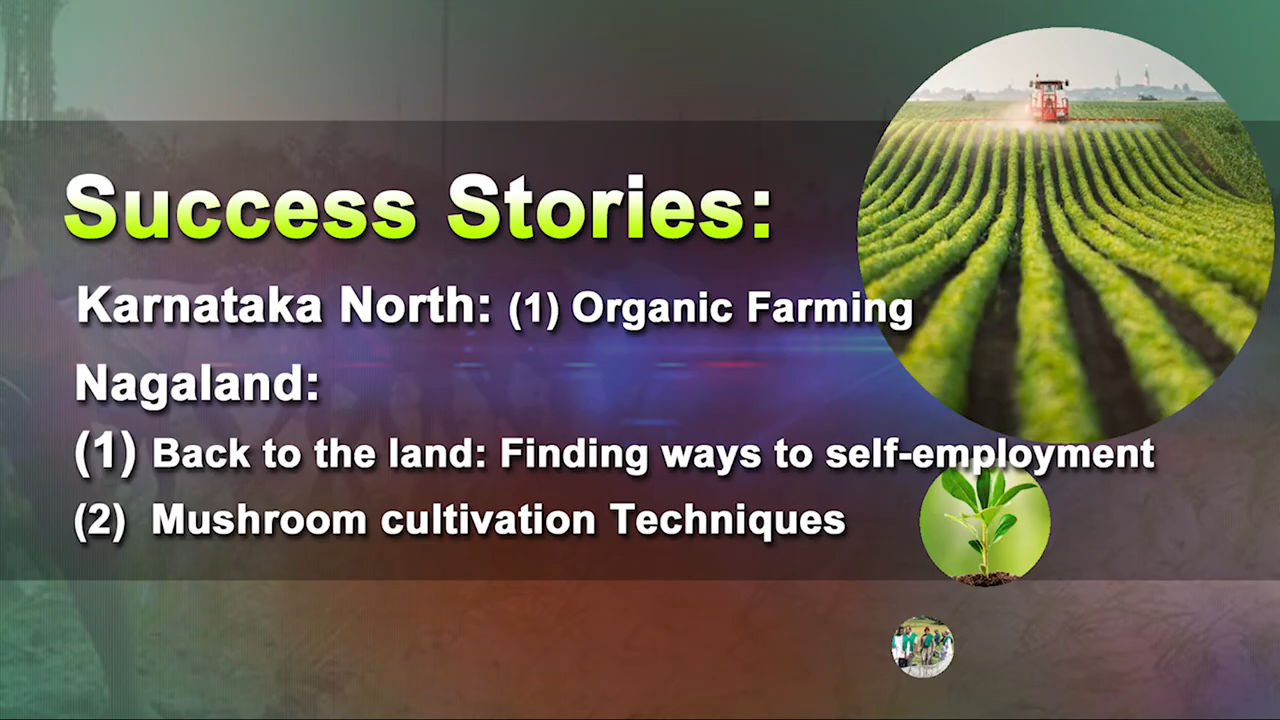 Success Stories:
Karnataka North: (1) Organic Farming
Nagaland:
(1) Back to the land: Finding ways to self-employment
(2) Mushroom cultivation Techniques